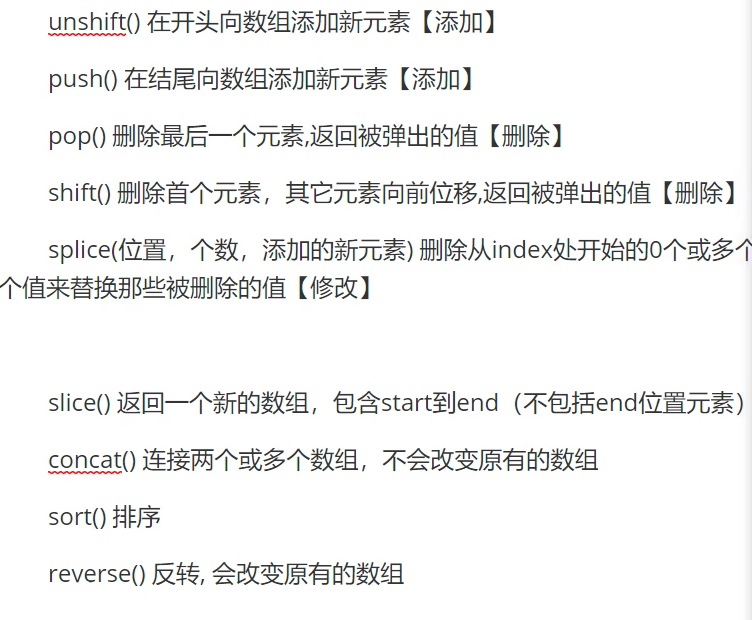 unshift() 在开头向数组添加新元素【添加】
push() 在结尾向数组添加新元素【添加】
pop() 删除最后一个元素,返回被弹出的值【删除】
shift() 删除首个元素，其它元素向前位移,返回被弹出的值【删除】
splice(位置，个数，添加的新元素) 删除从index处开始的0个或多个
个值来替换那些被删除的值【修改】
slice() 返回一个新的数组，包含start到end（不包括end位置元素）
concat() 连接两个或多个数组，不会改变原有的数组
sort() 排序
reverse() 反转, 会改变原有的数组